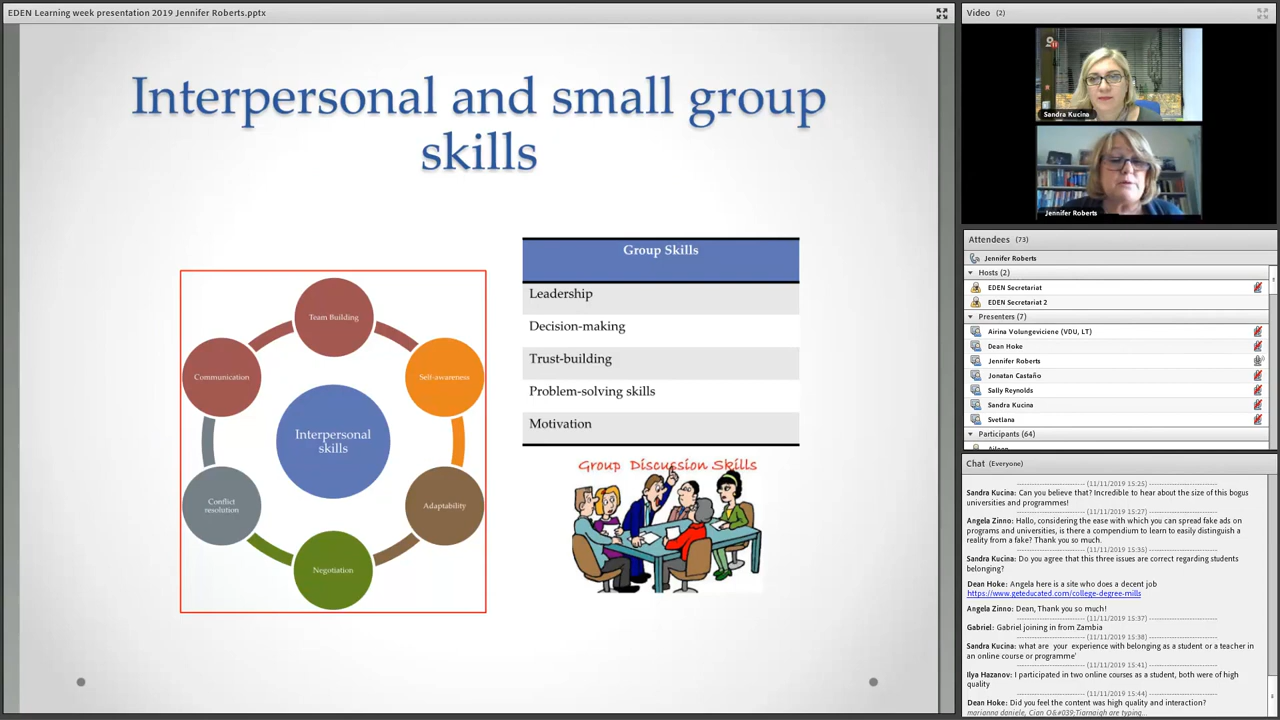 EDEN Learning week presentation 2019 Jennifer Roberts.pptx
Interpersonal and small group
skills
Team Building
Communication
Self-awareness
Interpersonal
skills
Conflict
resolution
Adaptability
Negotiation
Group Skills
Leadership
Decision-making
Trust-building
Problem-solving skills
Motivation
Group Discussion Skills
Video (2)
Sandra Kucina
Jennifer Roberts
Attendees (73)
Jennifer Roberts
Hosts (2)
EDEN Secretariat
EDEN Secretariat 2
Presenters (7)
Airina Volungeviciene (VDU, LT)
Dean Hoke
Jennifer Roberts
Jonatan Castaño
Sally Reynolds
Sandra Kucina
Svetlana
Participants (64)
Chat (Everyone)
(11/11/2019 15:25)
Sandra Kucina: Can you believe that? Incredible to hear about the size of this bogus
universities and programmes!
(11/11/2019 15:27)
Angela Zinno: Hallo, considering the ease with which you can spread fake ads on
programs and universities, is there a compendium to learn to easily distinguish a
reality from a fake? Thank you so much.
(11/11/2019 15:35)
Sandra Kucina: Do you agree that this three issues are correct regarding students
belonging?
Dean Hoke: Angela here is a site who does a decent job
https://www.geteducated.com/college-degree-mills
Angela Zinno: Dean, Thank you so much!
(11/11/2019 15:37)
Gabriel: Gabriel joining in from Zambia
(11/11/2019 15:38)
Sandra Kucina: what are your experience with belonging as a student or a teacher in
an online course or programme'
(11/11/2019 15:41)
Ilya Hazanov: I participated in two online courses as a student, both were of high
quality
(11/11/2019 15:44)
Dean Hoke: Did you feel the content was high quality and interaction?
marianna daniele, Cian O&#039;Tiarnaigh are typing...